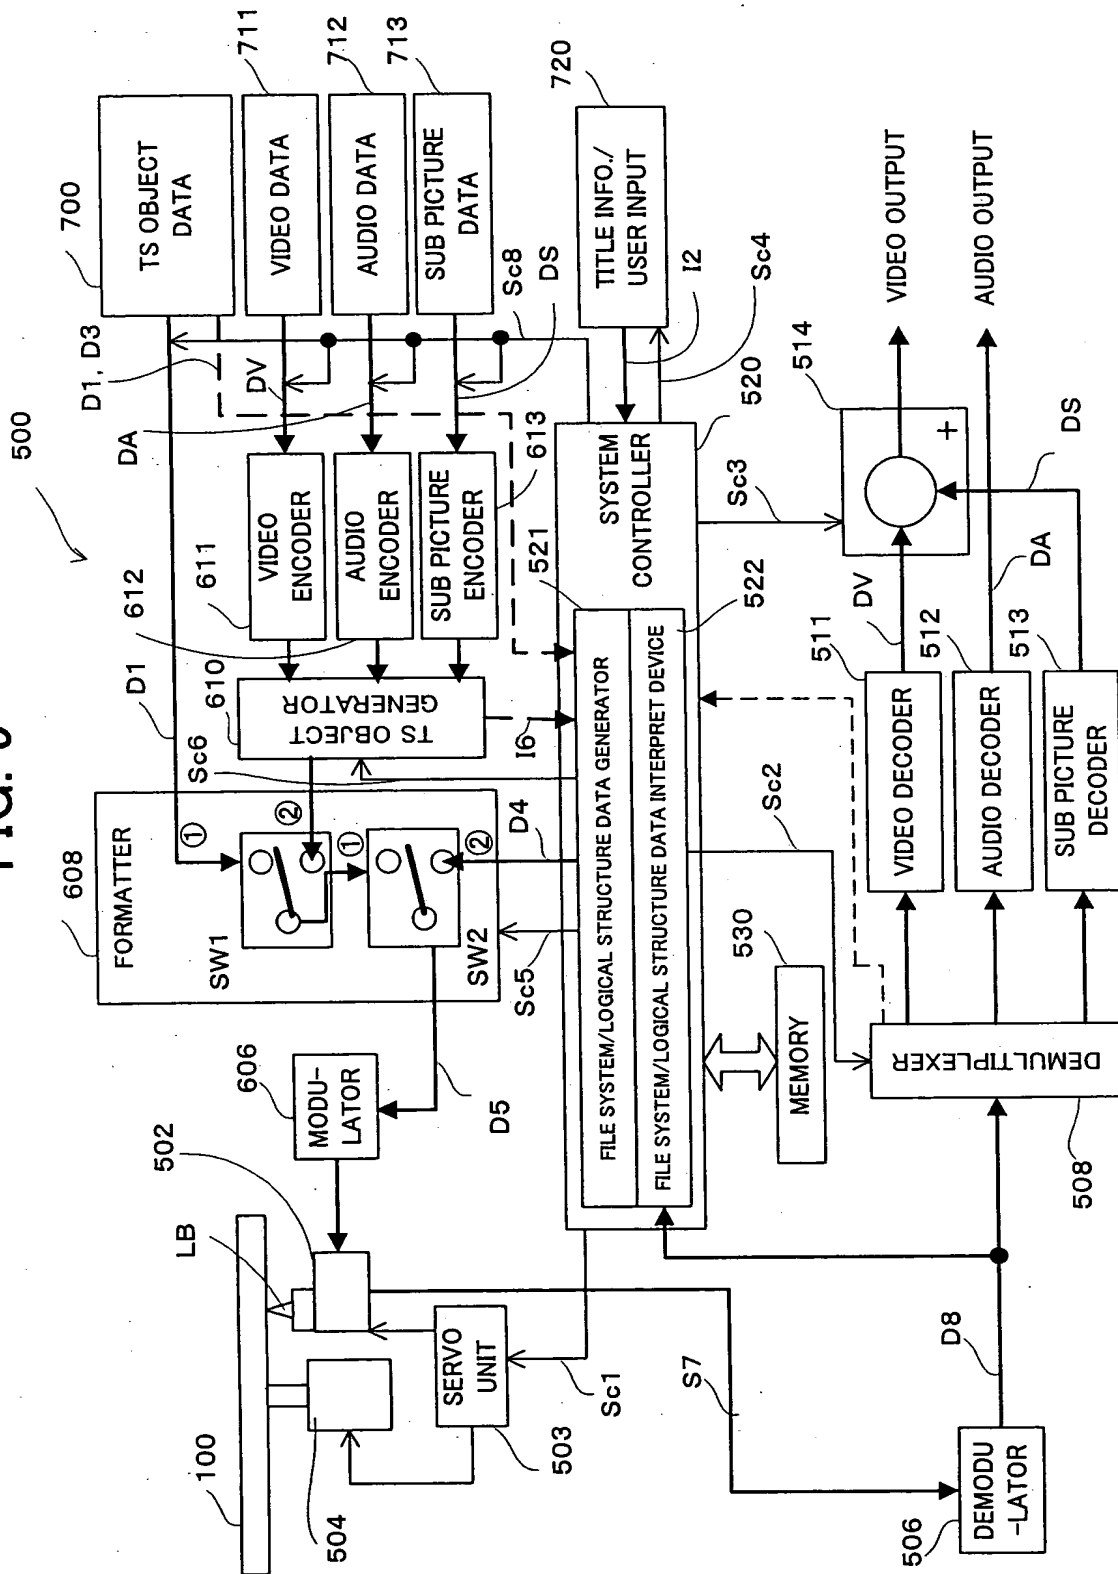 500
700
TS OBJECT
DATA
711
VIDEO DATA
712
AUDIO DATA
713
SUB PICTURE
DATA
D1, D3
DV
DA
DS
Sc8
720
TITLE INFO./
USER INPUT
I2
Sc4
611
VIDEO
ENCODER
612
AUDIO
ENCODER
613
SUB PICTURE
ENCODER
610
TS OBJECT
GENERATOR
D1
Sc6
I6
608
FORMATTER
①
②
SW1
①
②
SW2
D4
Sc5
D5
606
MODU-
LATOR
502
LB
100
504
SERVO
UNIT
503
Sc1
S7
520
SYSTEM
CONTROLLER
521
FILE SYSTEM/LOGICAL STRUCTURE DATA GENERATOR
522
FILE SYSTEM/LOGICAL STRUCTURE DATA INTERPRET DEVICE
Sc3
Sc2
530
MEMORY
506
DEMODU
-LATOR
D8
508
DEMULTIPLEXER
511
VIDEO DECODER
512
AUDIO DECODER
513
SUB PICTURE
DECODER
DV
DA
DS
514
+
VIDEO OUTPUT
AUDIO OUTPUT